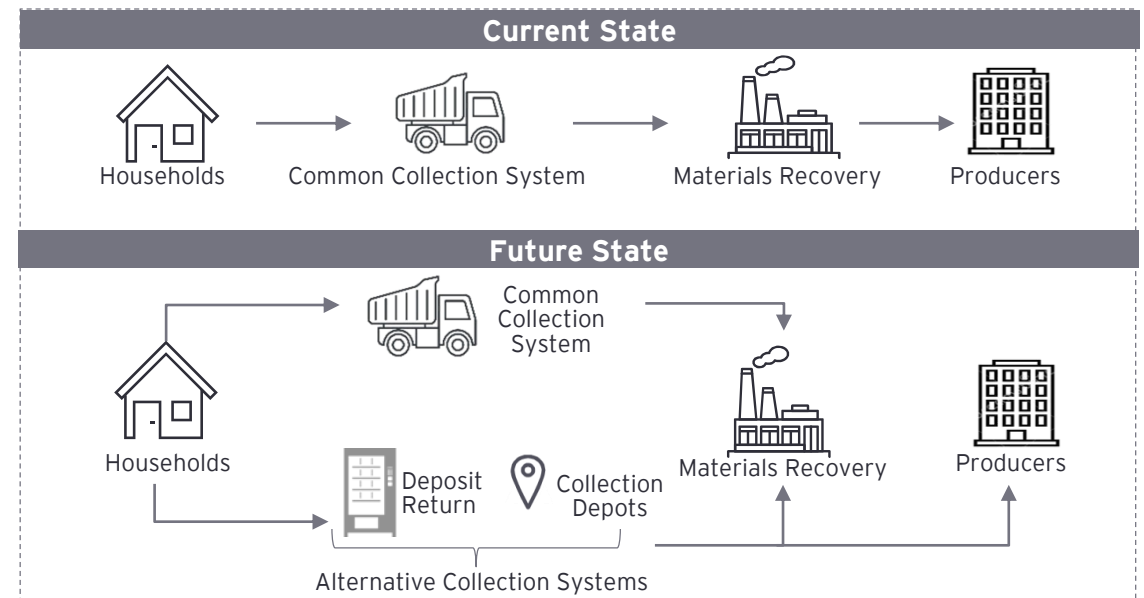 Current State
Households
Common Collection System
Materials Recovery
Producers
Future State
Common
Collection
System
Households
Deposit
Return
Collection
Depots
Materials Recovery
Producers
Alternative Collection Systems